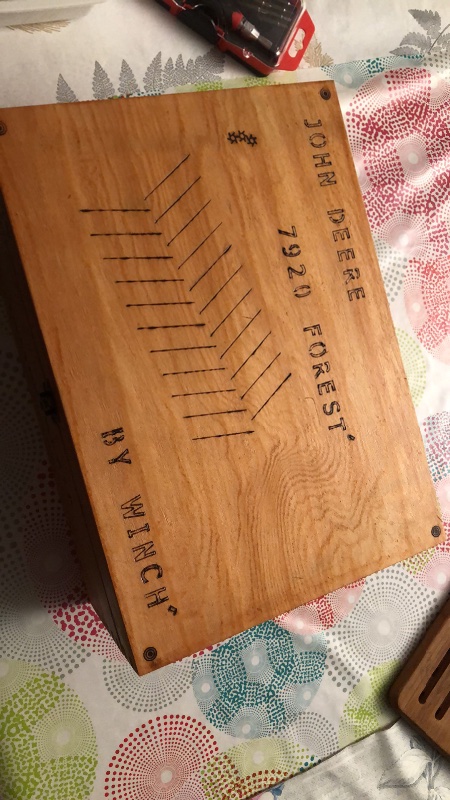 JOHN DEERE
7920 FOREST"
BY WINCH"